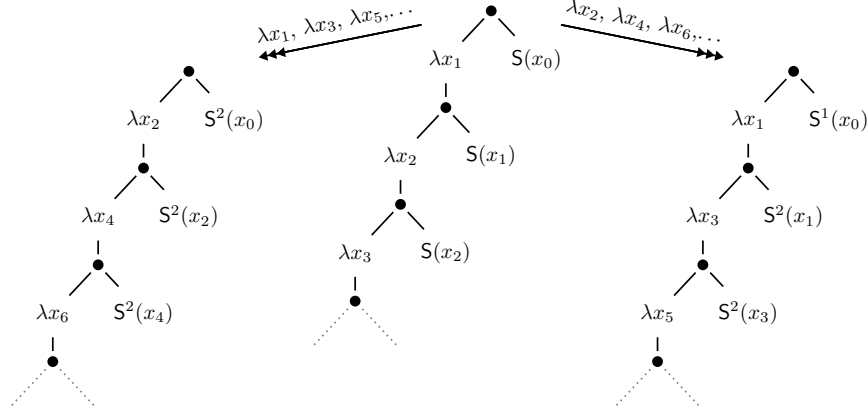 λx₁, λx₃, λx₅,…
λx₂, λx₄, λx₆,…
λx₂ S²(x₀)
λx₄ S²(x₂)
λx₆ S²(x₄)
λx₁ S(x₀)
λx₂ S(x₁)
λx₃ S(x₂)
λx₁ S¹(x₀)
λx₃ S²(x₁)
λx₅ S²(x₃)